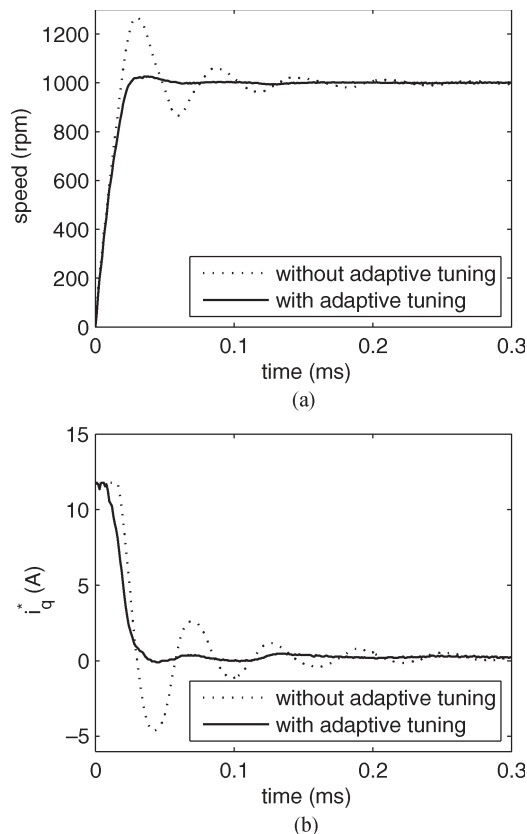 1200
1000
800
600
400
200
0
speed (rpm)
without adaptive tuning
with adaptive tuning
0 0.1 0.2 0.3
time (ms)
(a)
15
10
5
0
−5
i*q (A)
without adaptive tuning
with adaptive tuning
0 0.1 0.2 0.3
time (ms)
(b)